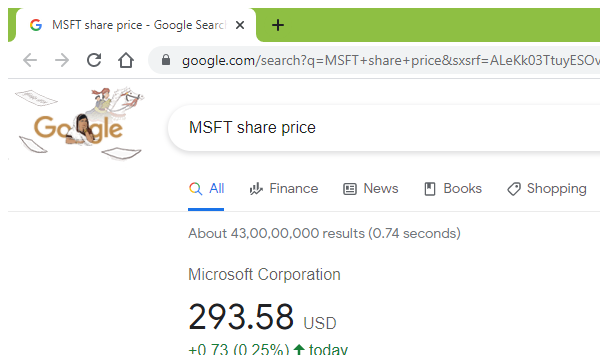 MSFT share price - Google Searc
google.com/search?q=MSFT+share+price&sxsrf=ALeKk03TtuyESOv
Google
MSFT share price
All Finance News Books Shopping
About 43,00,00,000 results (0.74 seconds)
Microsoft Corporation
293.58 USD
+0.73 (0.25%) ↑ today